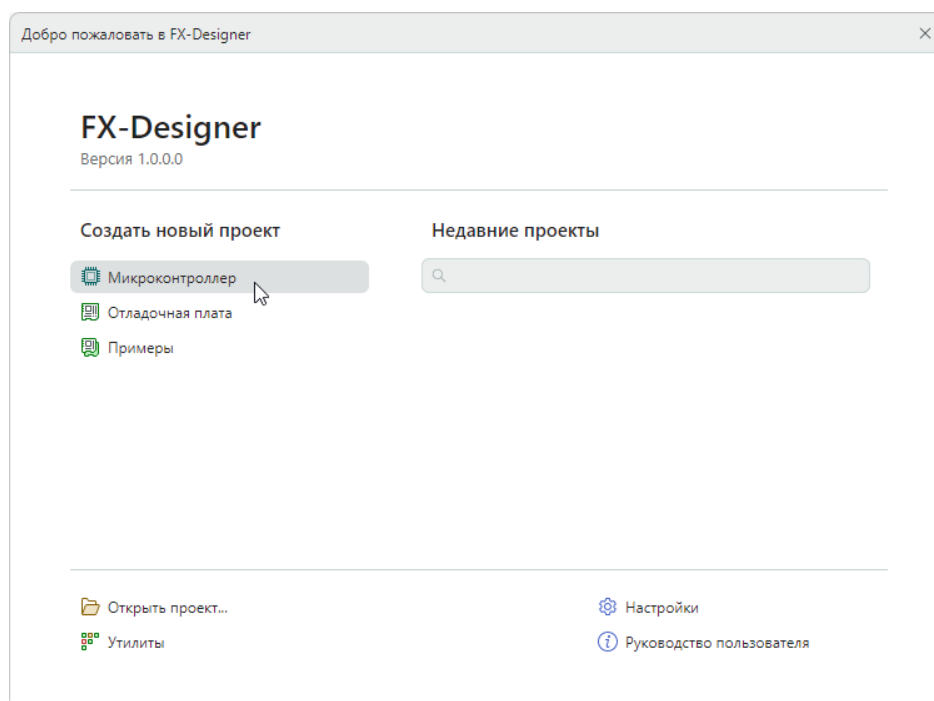 Добро пожаловать в FX-Designer
FX-Designer
Версия 1.0.0.0
Создать новый проект
Микроконтроллер
Отладочная плата
Примеры
Недавние проекты
Открыть проект...
Утилиты
Настройки
Руководство пользователя